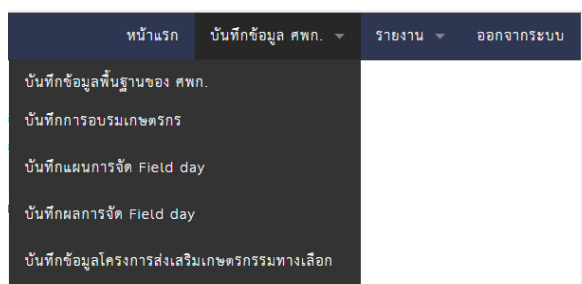 หน้าแรก บันทึกข้อมูล ศพก. รายงาน ออกจากระบบ
บันทึกข้อมูลพื้นฐานของ ศพก.
บันทึกการอบรมเกษตรกร
บันทึกแผนการจัด Field day
บันทึกผลการจัด Field day
บันทึกข้อมูลโครงการส่งเสริมเกษตรกรรมทางเลือก